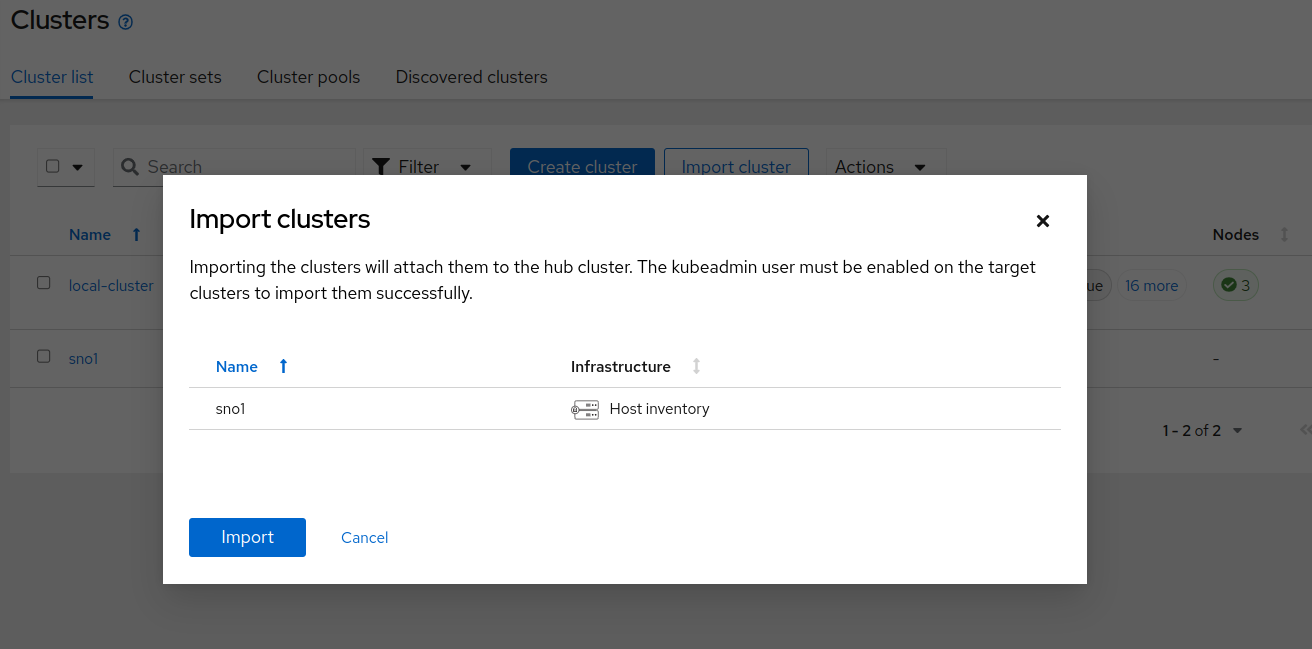 Clusters
Cluster list Cluster sets Cluster pools Discovered clusters
Search Filter Create cluster Import cluster Actions
Import clusters
Name Nodes
Importing the clusters will attach them to the hub cluster. The kubeadmin user must be enabled on the target
clusters to import them successfully.
local-cluster ue 16 more 3
sno1 -
Name Infrastructure
sno1 Host inventory
1 - 2 of 2
Import Cancel